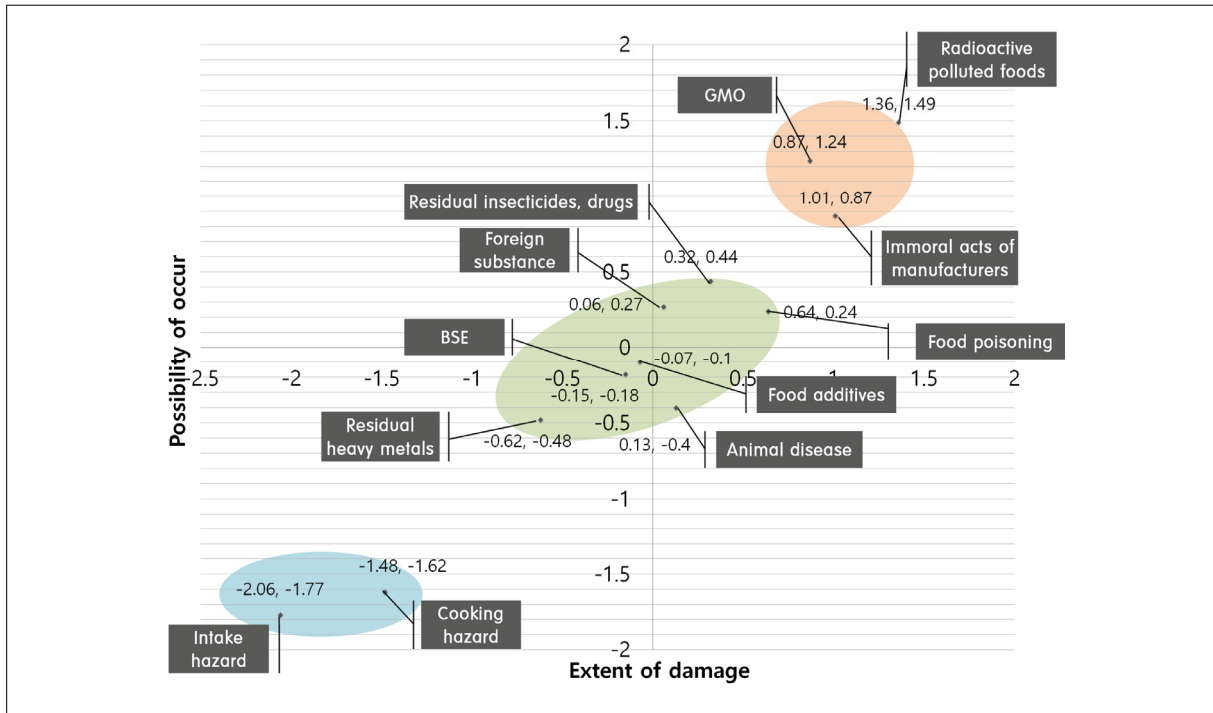 2
Radioactive
polluted foods
GMO
1.36, 1.49
1.5
0.87, 1.24
Residual insecticides, drugs
1.01, 0.87
Foreign
substance
Immoral acts of
manufacturers
0.32, 0.44
0.5
0.06, 0.27
0.64, 0.24
BSE
Food poisoning
0
-0.07, -0.1
-2.5
-2
-1.5
-1
-0.5
0
0.5
1.5
2
-0.15, -0.18
Food additives
-0.5
Residual
heavy metals
-0.62, -0.48
0.13, -0.4
Animal disease
-1
-1.48, -1.62
-1.5
-2.06, -1.77
Cooking
hazard
Intake
hazard
-2
Extent of damage
Possibility of occur